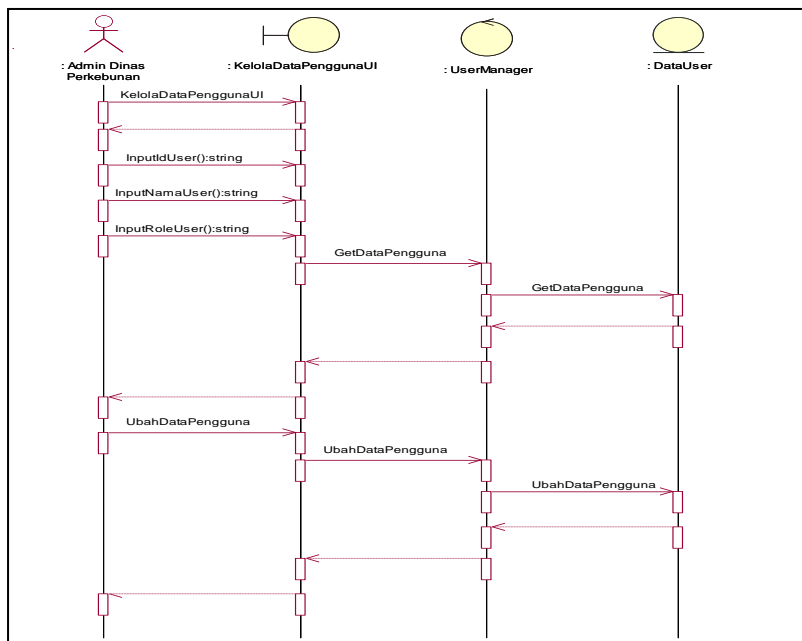 : Admin Dinas
Perkebunan
: KelolaDataPenggunaUI
: UserManager
: DataUser
KelolaDataPenggunaUI
InputIdUser():string
InputNamaUser():string
InputRoleUser():string
GetDataPengguna
GetDataPengguna
UbahDataPengguna
UbahDataPengguna
UbahDataPengguna